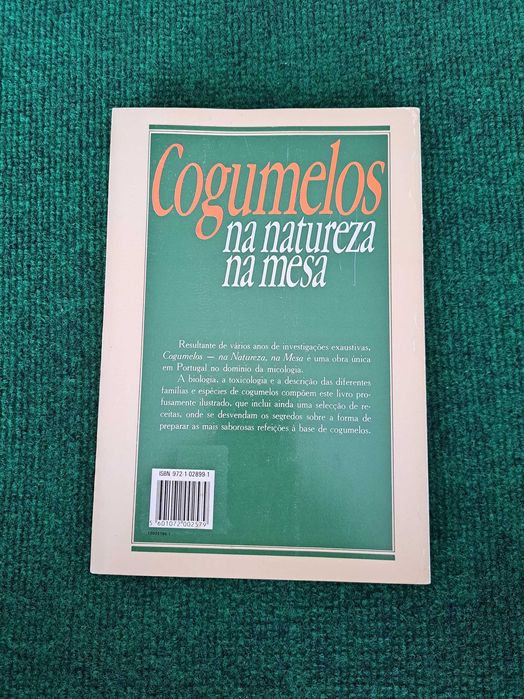 Cogumelos
na natureza
na mesa
Resultante de vários anos de investigações exaustivas,
Cogumelos — na Natureza, na Mesa é uma obra única
em Portugal no domínio da micologia.
A biologia, a toxicologia e a descrição das diferentes
famílias e espécies de cogumelos compõem este livro pro-
fusamente ilustrado, que inclui ainda uma selecção de re-
ceitas, onde se desvendam os segredos sobre a forma de
preparar as mais saborosas refeições à base de cogumelos.
ISBN 972-1-02899-1
5 601072 002579